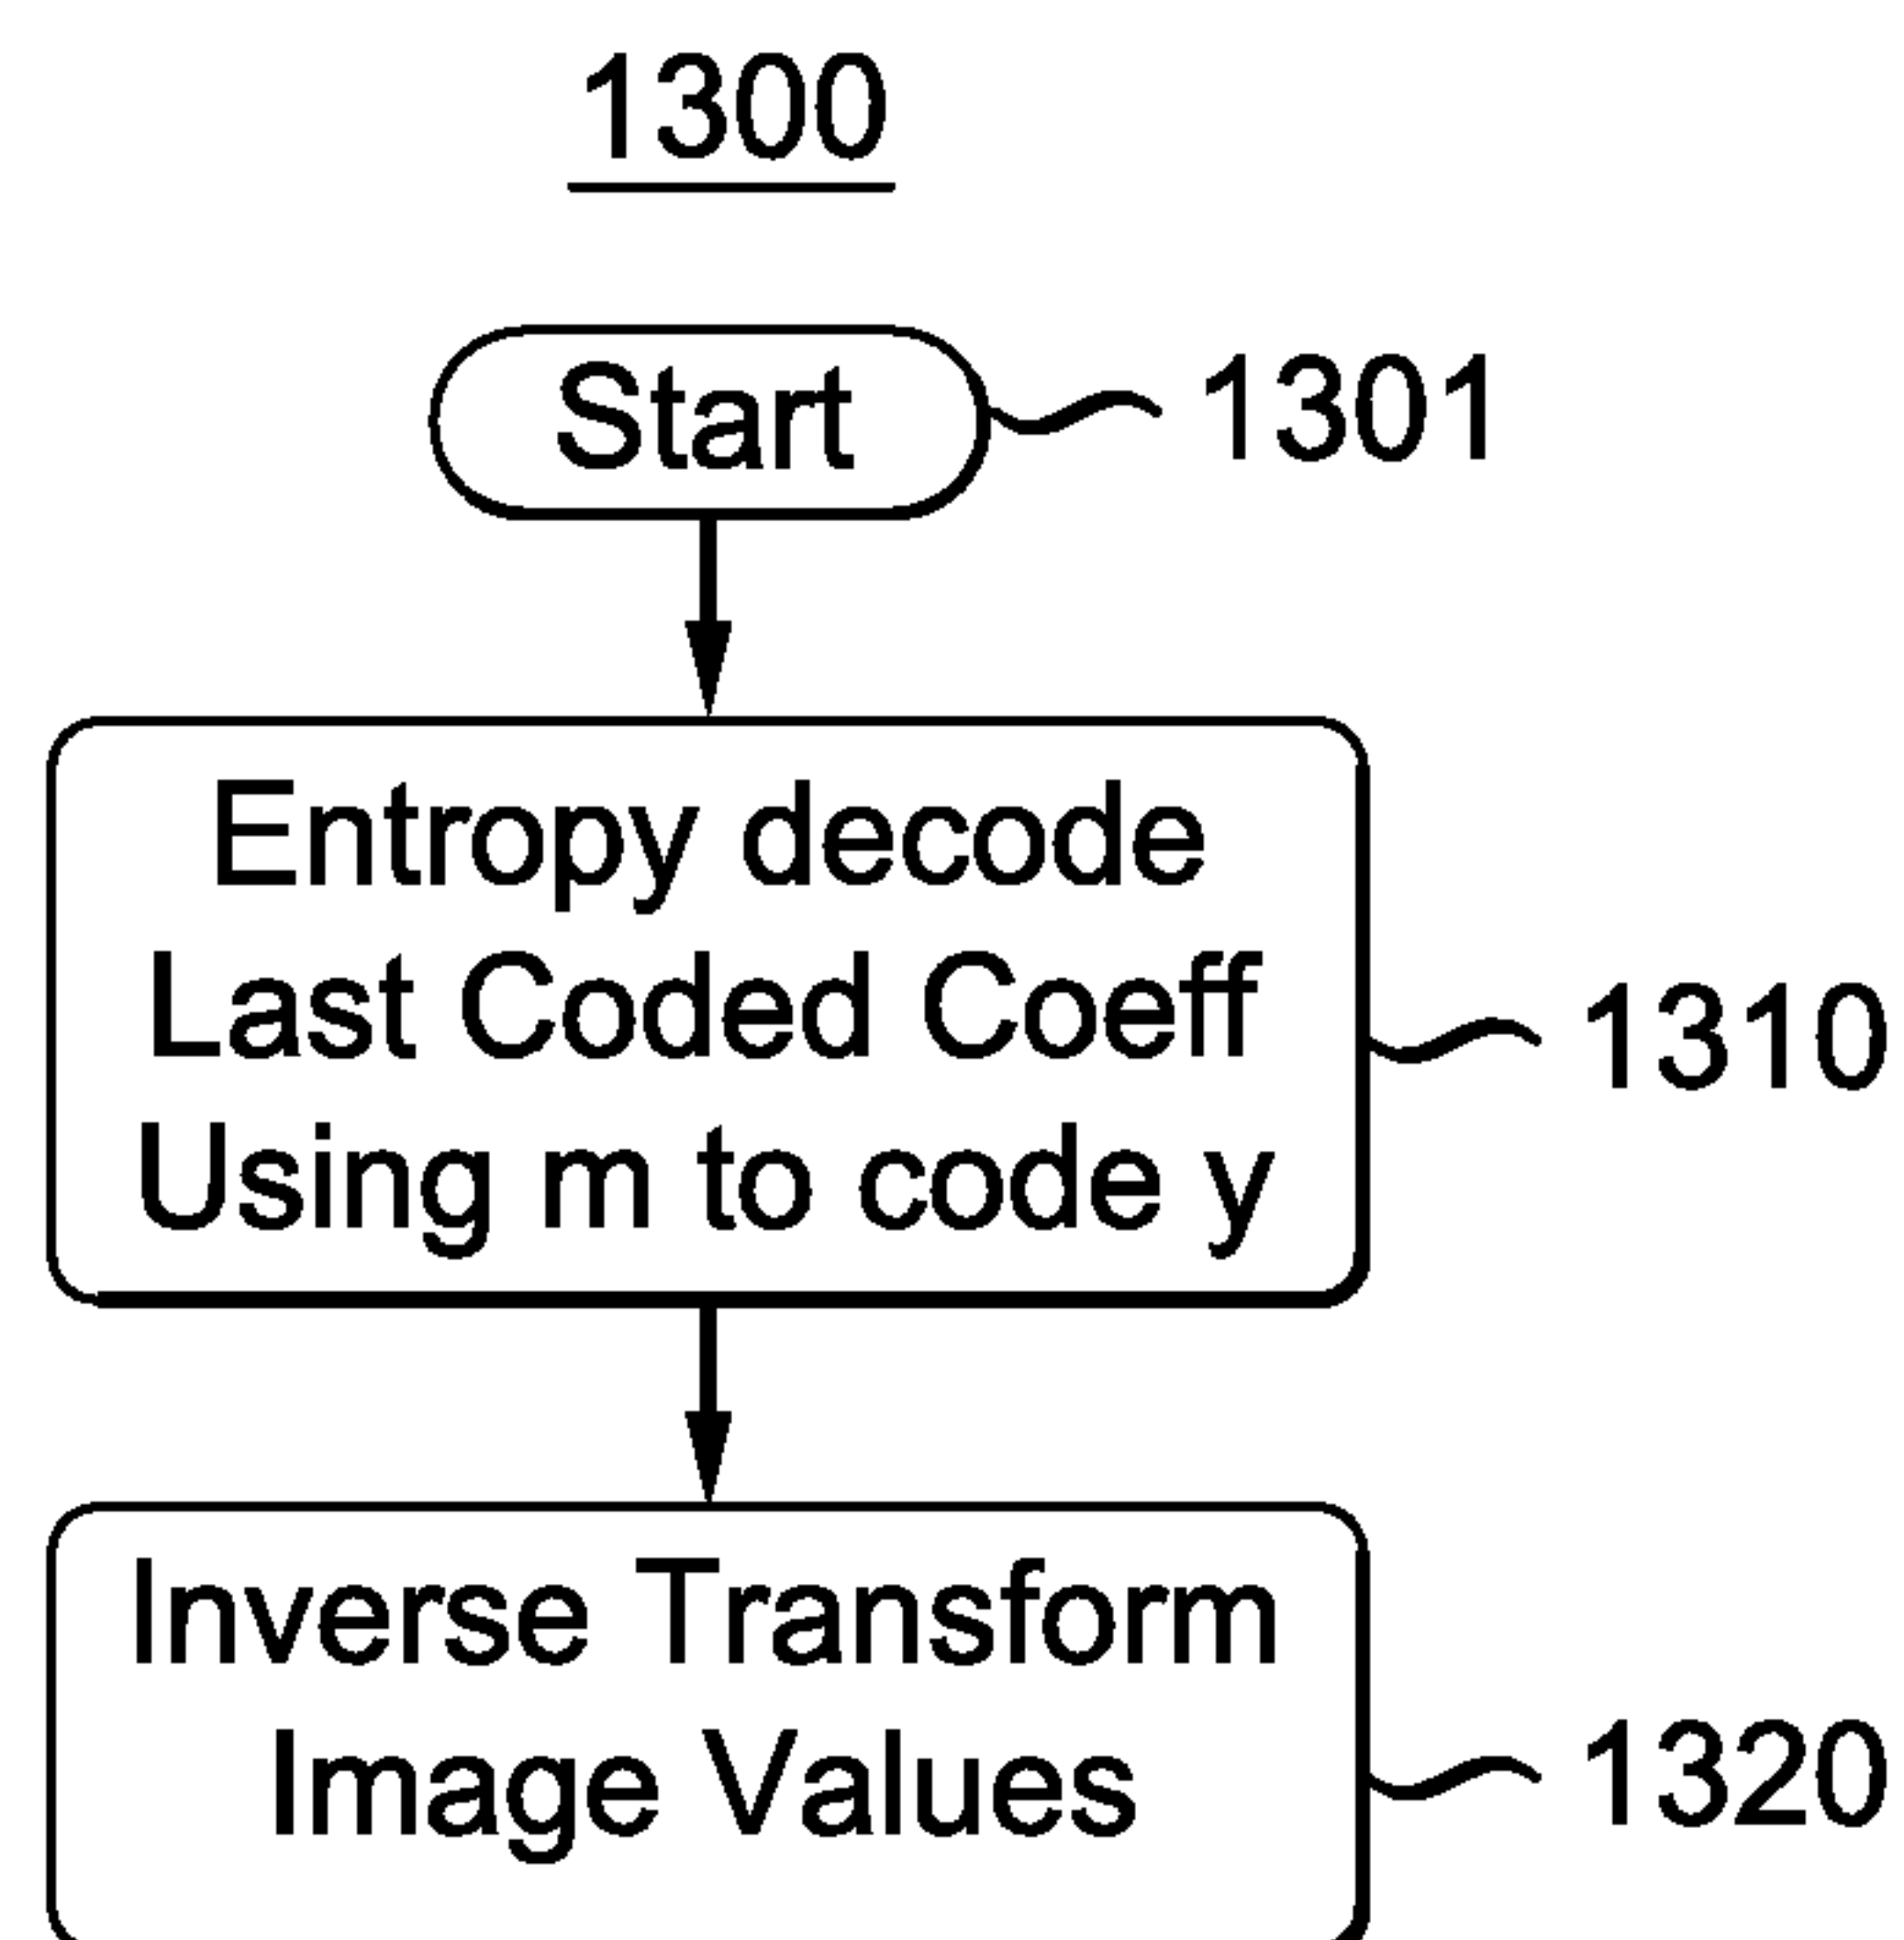 1300
Start
1301
Entropy decode
Last Coded Coeff
Using m to code y
1310
Inverse Transform
Image Values
1320